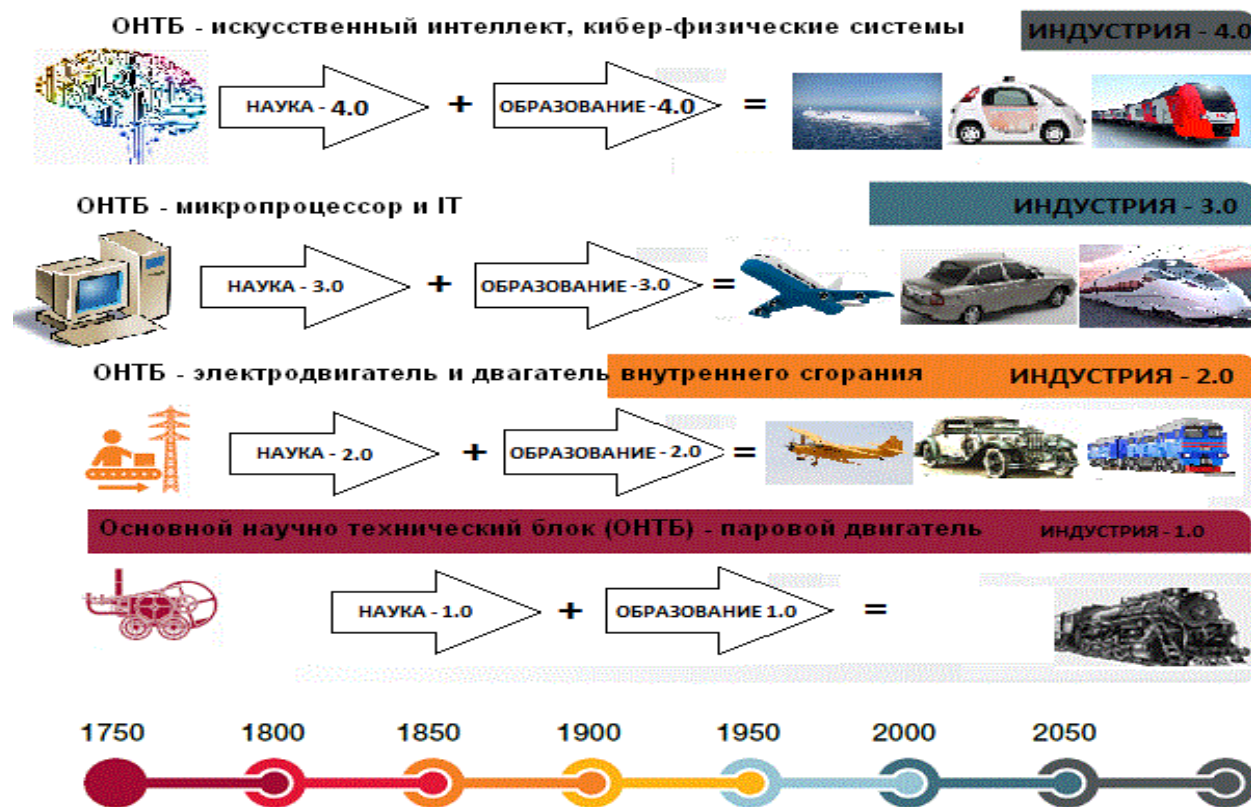 ОНТБ - искусственный интеллект, кибер-физические системы
ИНДУСТРИЯ - 4.0
НАУКА - 4.0
+
ОБРАЗОВАНИЕ -4.0
=
ОНТБ - микропроцессор и IT
ИНДУСТРИЯ - 3.0
НАУКА - 3.0
+
ОБРАЗОВАНИЕ -3.0
=
ОНТБ - электродвигатель и двагатель внутреннего сгорания
ИНДУСТРИЯ - 2.0
НАУКА - 2.0
+
ОБРАЗОВАНИЕ - 2.0
=
Основной научно технический блок (ОНТБ) - паровой двигатель
ИНДУСТРИЯ - 1.0
НАУКА - 1.0
+
ОБРАЗОВАНИЕ 1.0
=
1750 1800 1850 1900 1950 2000 2050